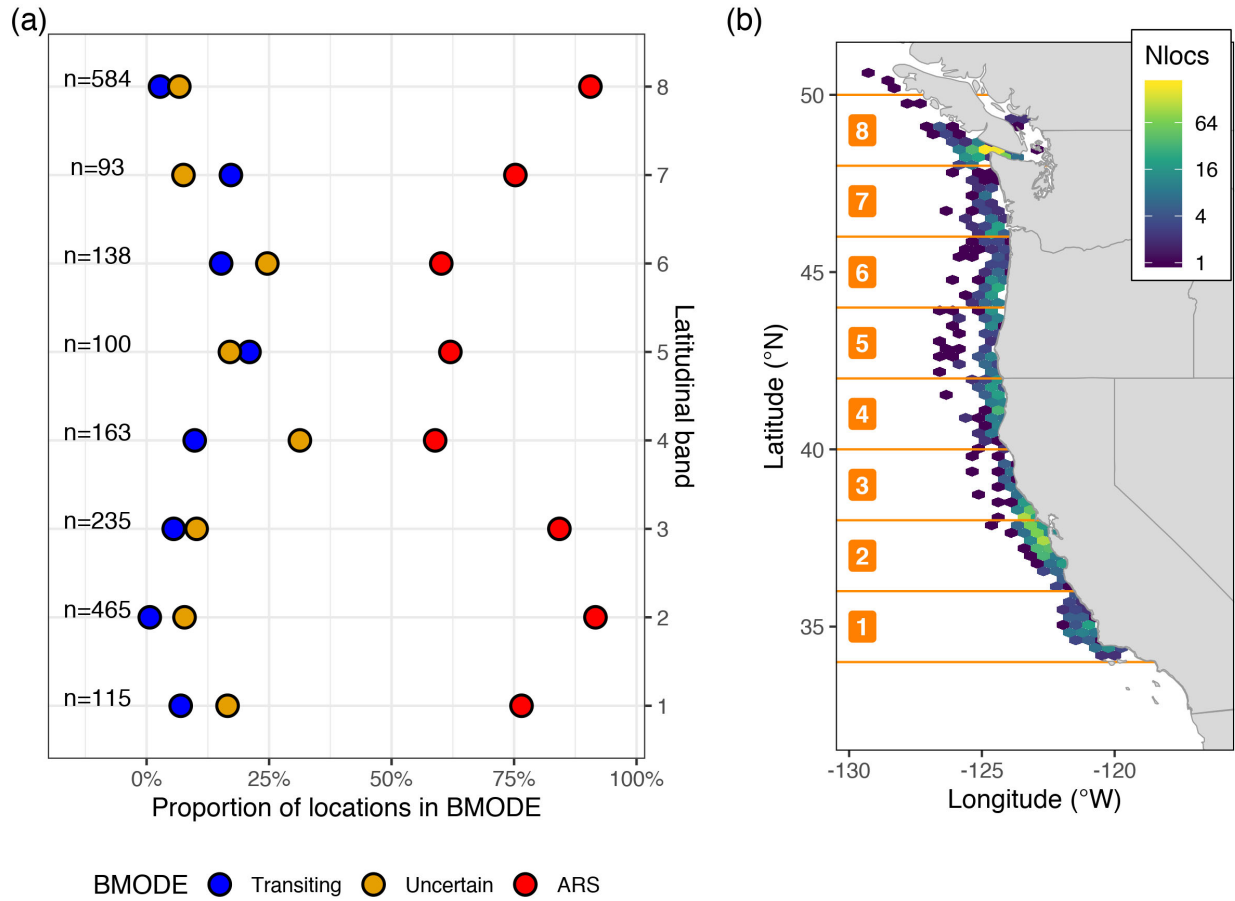 (a)
n=584
8
n=93
7
n=138
6
n=100
5
n=163
4
n=235
3
n=465
2
n=115
1
Latitudinal band
0% 25% 50% 75% 100%
Proportion of locations in BMODE
BMODE Transiting Uncertain ARS
(b)
Nlocs
64
16
4
1
50
45
40
35
Latitude (°N)
8
7
6
5
4
3
2
1
-130 -125 -120
Longitude (°W)